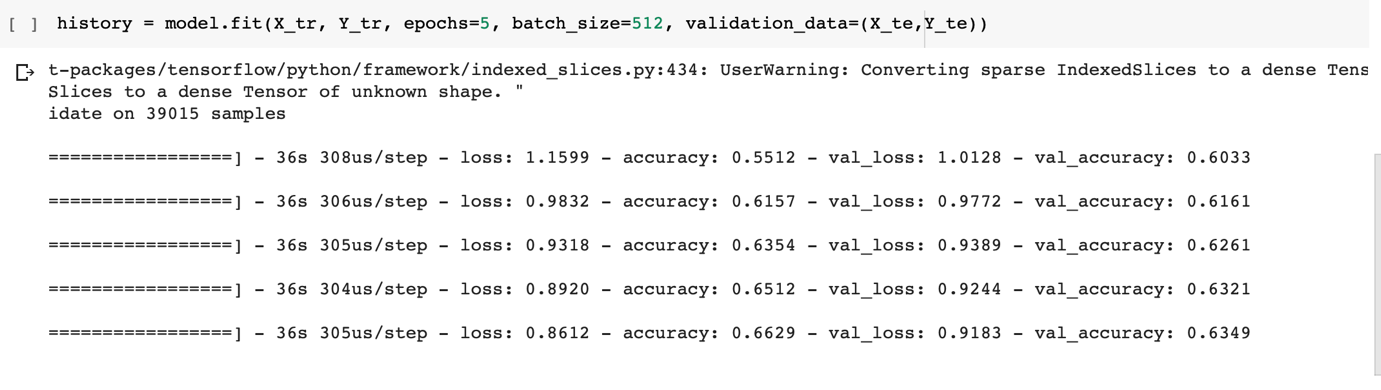 [ ] history = model.fit(X_tr, Y_tr, epochs=5, batch_size=512, validation_data=(X_te,Y_te))
t-packages/tensorflow/python/framework/indexed_slices.py:434: UserWarning: Converting sparse IndexedSlices to a dense Tens
Slices to a dense Tensor of unknown shape. "
idate on 39015 samples
=================] - 36s 308us/step - loss: 1.1599 - accuracy: 0.5512 - val_loss: 1.0128 - val_accuracy: 0.6033
=================] - 36s 306us/step - loss: 0.9832 - accuracy: 0.6157 - val_loss: 0.9772 - val_accuracy: 0.6161
=================] - 36s 305us/step - loss: 0.9318 - accuracy: 0.6354 - val_loss: 0.9389 - val_accuracy: 0.6261
=================] - 36s 304us/step - loss: 0.8920 - accuracy: 0.6512 - val_loss: 0.9244 - val_accuracy: 0.6321
=================] - 36s 305us/step - loss: 0.8612 - accuracy: 0.6629 - val_loss: 0.9183 - val_accuracy: 0.6349